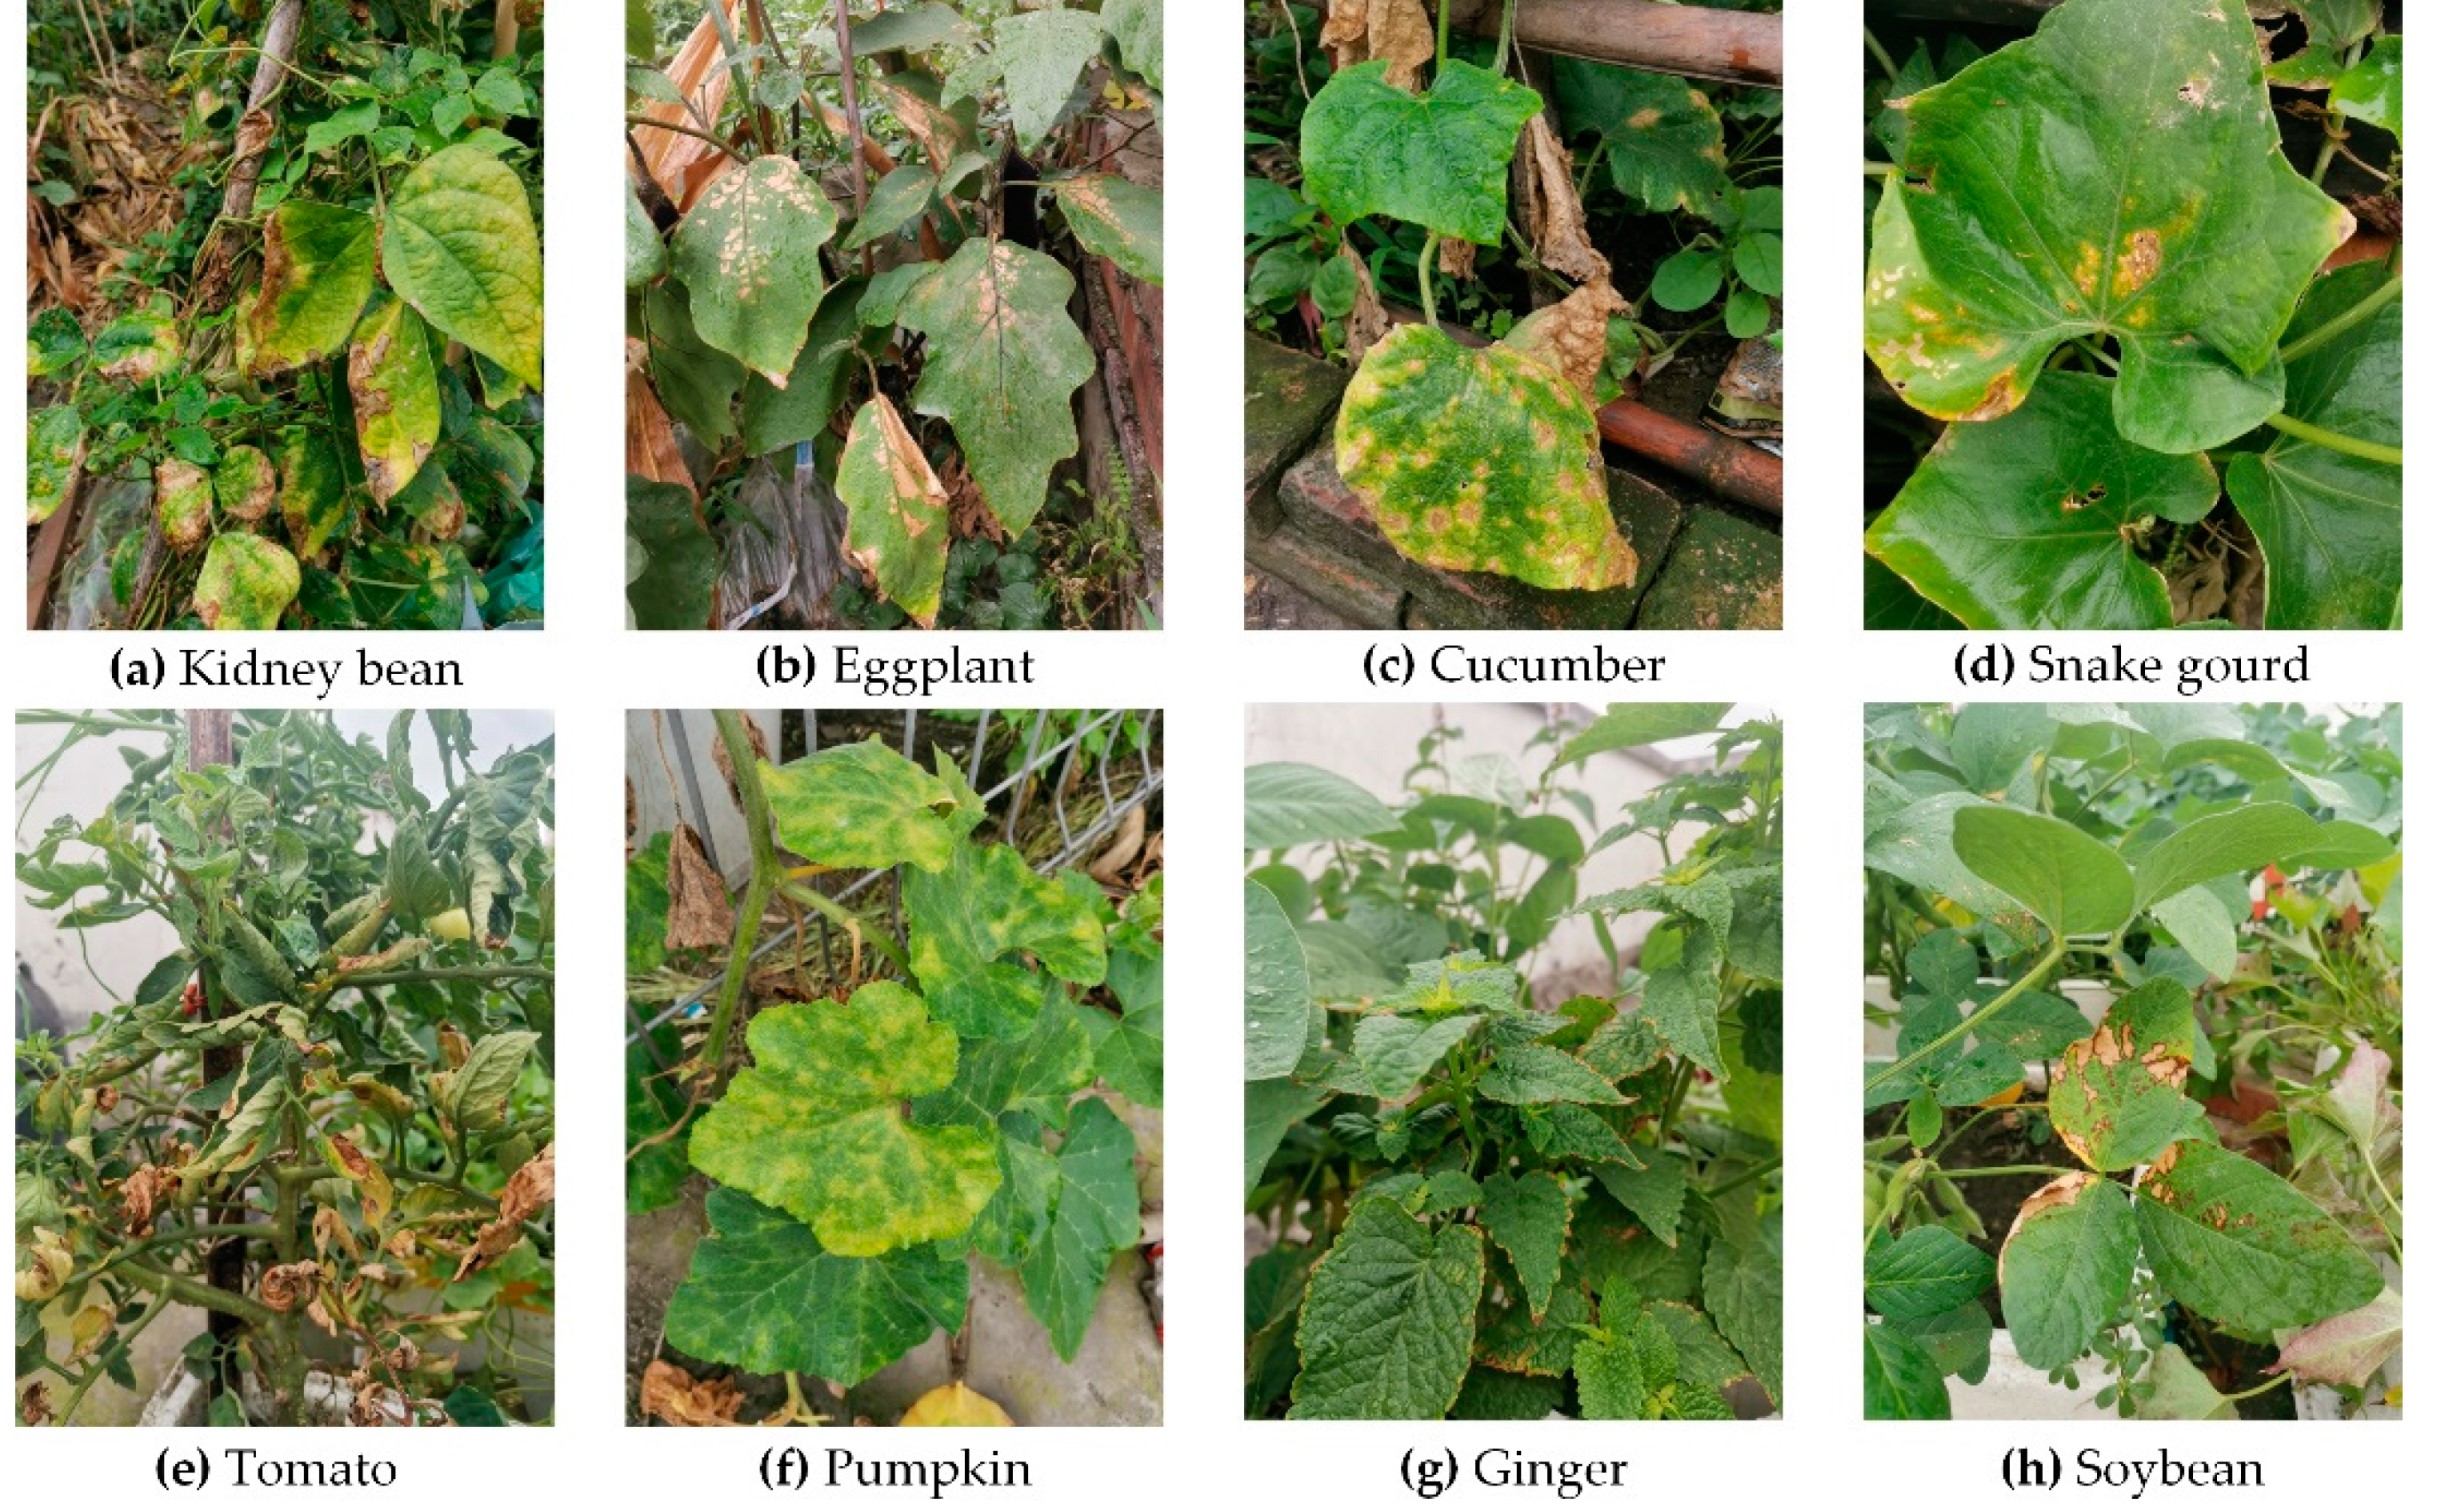 (a) Kidney bean
(b) Eggplant
(c) Cucumber
(d) Snake gourd
(e) Tomato
(f) Pumpkin
(g) Ginger
(h) Soybean